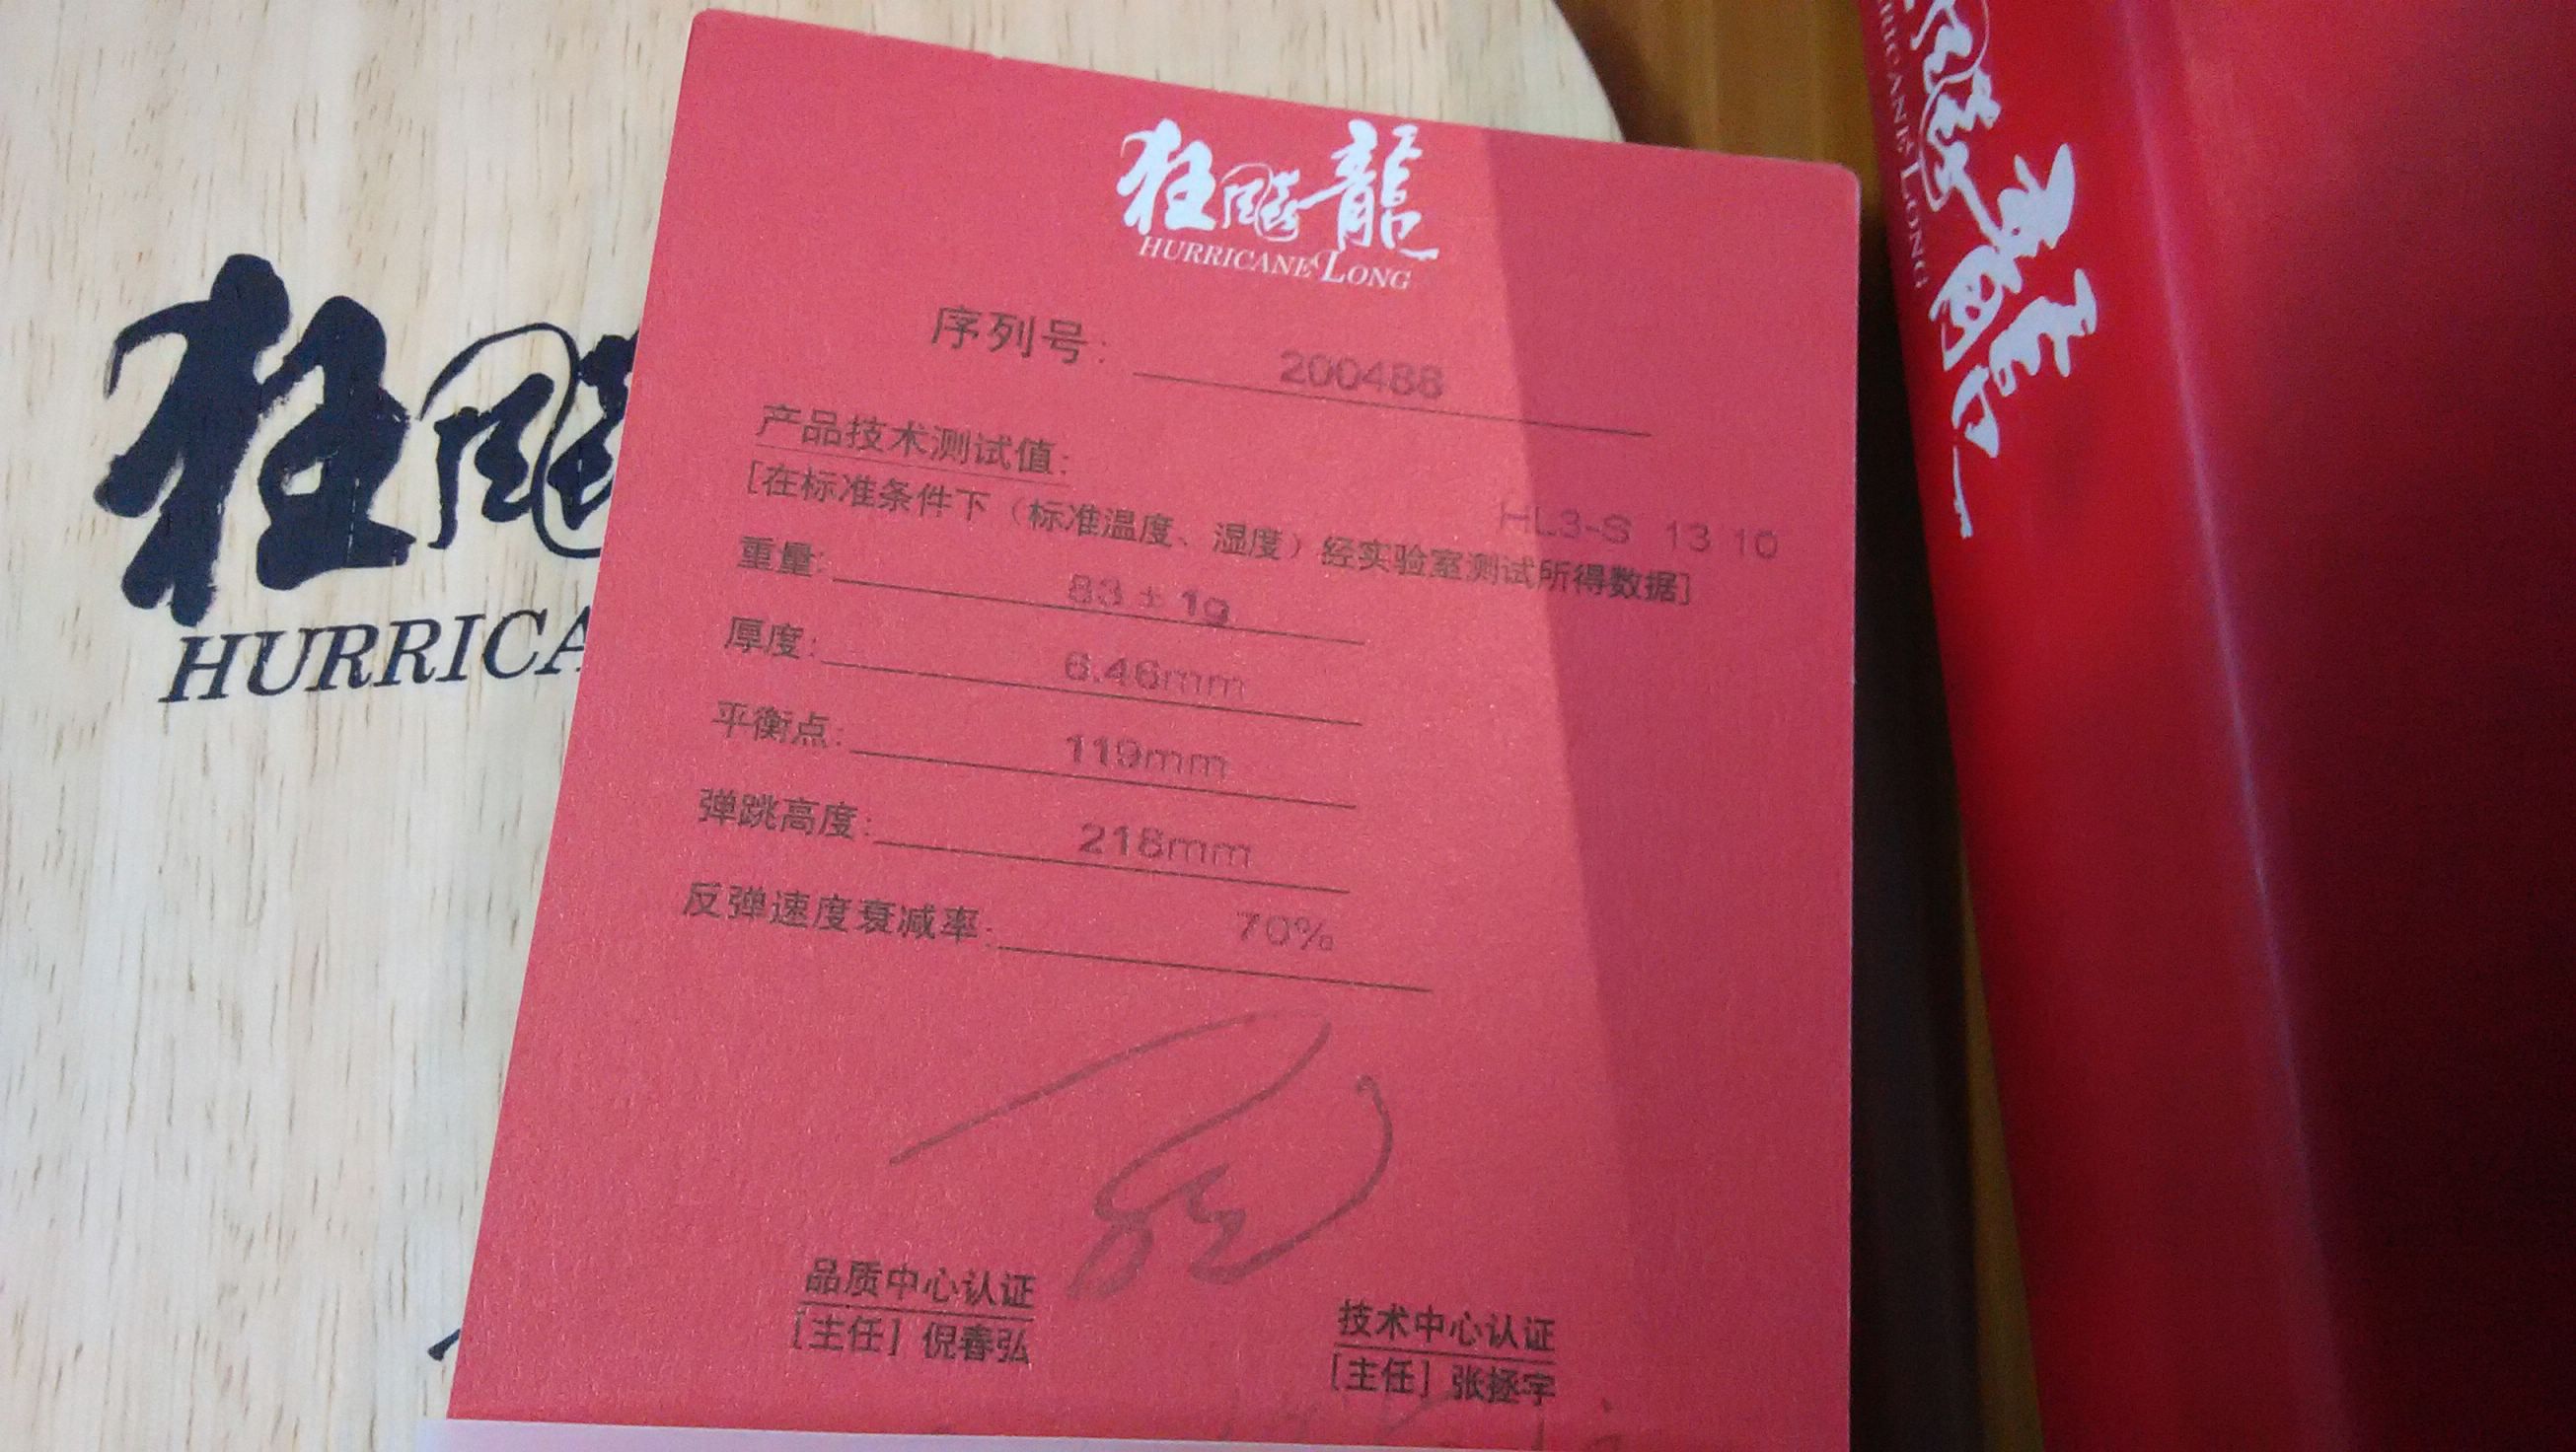 狂飚龍
HURRICANE LONG
序列号: 200488
产品技术测试值:
HL3-S 13 10
[在标准条件下（标准温度、湿度）经实验室测试所得数据]
重量: 83 ± 1g
厚度: 6.46mm
平衡点: 119mm
弹跳高度: 218mm
反弹速度衰减率: 70%
品质中心认证
[主任] 倪春弘
技术中心认证
[主任] 张拯宇
狂飚
HURRICA
狂飚龍
RRICANE LONG